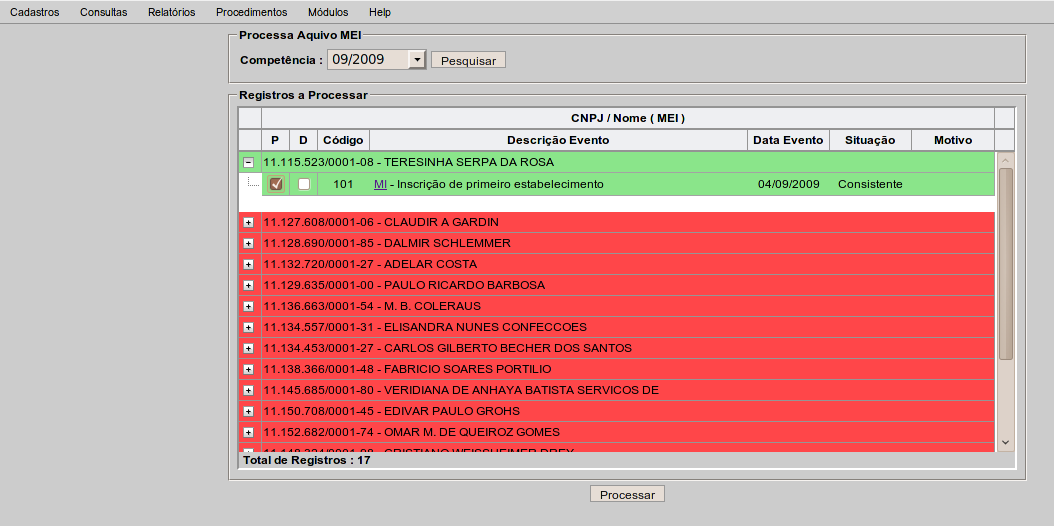 Cadastros Consultas Relatórios Procedimentos Módulos Help
Processa Aquivo MEI
Competência : 09/2009 Pesquisar
Registros a Processar
CNPJ / Nome ( MEI )
P D Código Descrição Evento Data Evento Situação Motivo
11.115.523/0001-08 - TERESINHA SERPA DA ROSA
101 MI - Inscrição de primeiro estabelecimento 04/09/2009 Consistente
11.127.608/0001-06 - CLAUDIR A GARDIN
11.128.690/0001-85 - DALMIR SCHLEMMER
11.132.720/0001-27 - ADELAR COSTA
11.129.635/0001-00 - PAULO RICARDO BARBOSA
11.136.663/0001-54 - M. B. COLERAUS
11.134.557/0001-31 - ELISANDRA NUNES CONFECCOES
11.134.453/0001-27 - CARLOS GILBERTO BECHER DOS SANTOS
11.138.366/0001-48 - FABRICIO SOARES PORTILIO
11.145.685/0001-80 - VERIDIANA DE ANHAYA BATISTA SERVICOS DE
11.150.708/0001-45 - EDIVAR PAULO GROHS
11.152.682/0001-74 - OMAR M. DE QUEIROZ GOMES
Total de Registros : 17
Processar